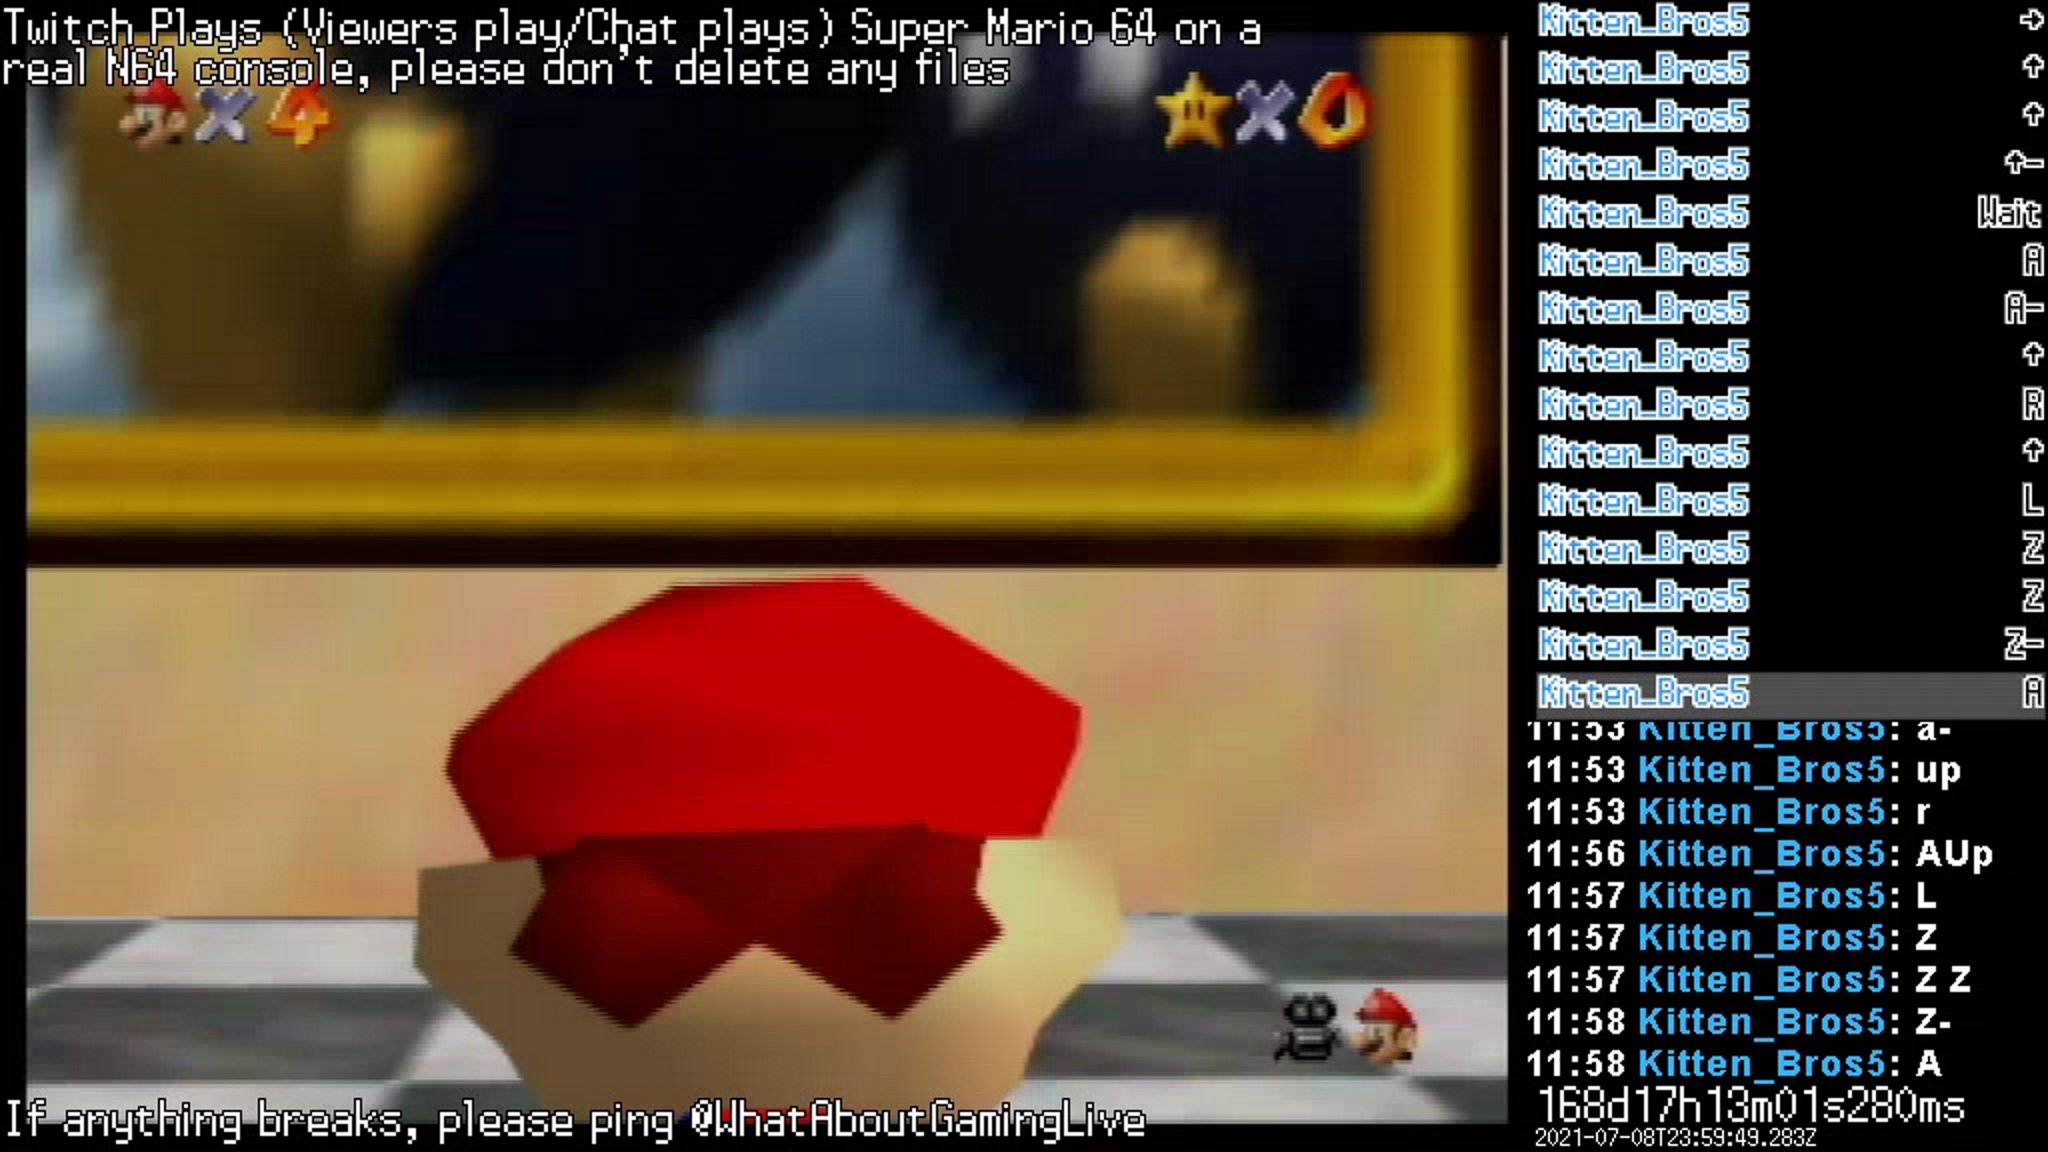 Twitch Plays (Viewers play/Chat plays) Super Mario 64 on a
real N64 console, please don't delete any files
x 4
x 0
If anything breaks, please ping @WhatAboutGamingLive
Kitten_Bros5 →
Kitten_Bros5 ↑
Kitten_Bros5 ↑
Kitten_Bros5 ↑-
Kitten_Bros5 Wait
Kitten_Bros5 A
Kitten_Bros5 A-
Kitten_Bros5 ↑
Kitten_Bros5 R
Kitten_Bros5 ↑
Kitten_Bros5 L
Kitten_Bros5 Z
Kitten_Bros5 Z
Kitten_Bros5 Z-
Kitten_Bros5 A
11:53 Kitten_Bros5: a-
11:53 Kitten_Bros5: up
11:53 Kitten_Bros5: r
11:56 Kitten_Bros5: AUp
11:57 Kitten_Bros5: L
11:57 Kitten_Bros5: Z
11:57 Kitten_Bros5: Z Z
11:58 Kitten_Bros5: Z-
11:58 Kitten_Bros5: A
168d17h13m01s280ms
2021-07-08T23:59:49.283Z